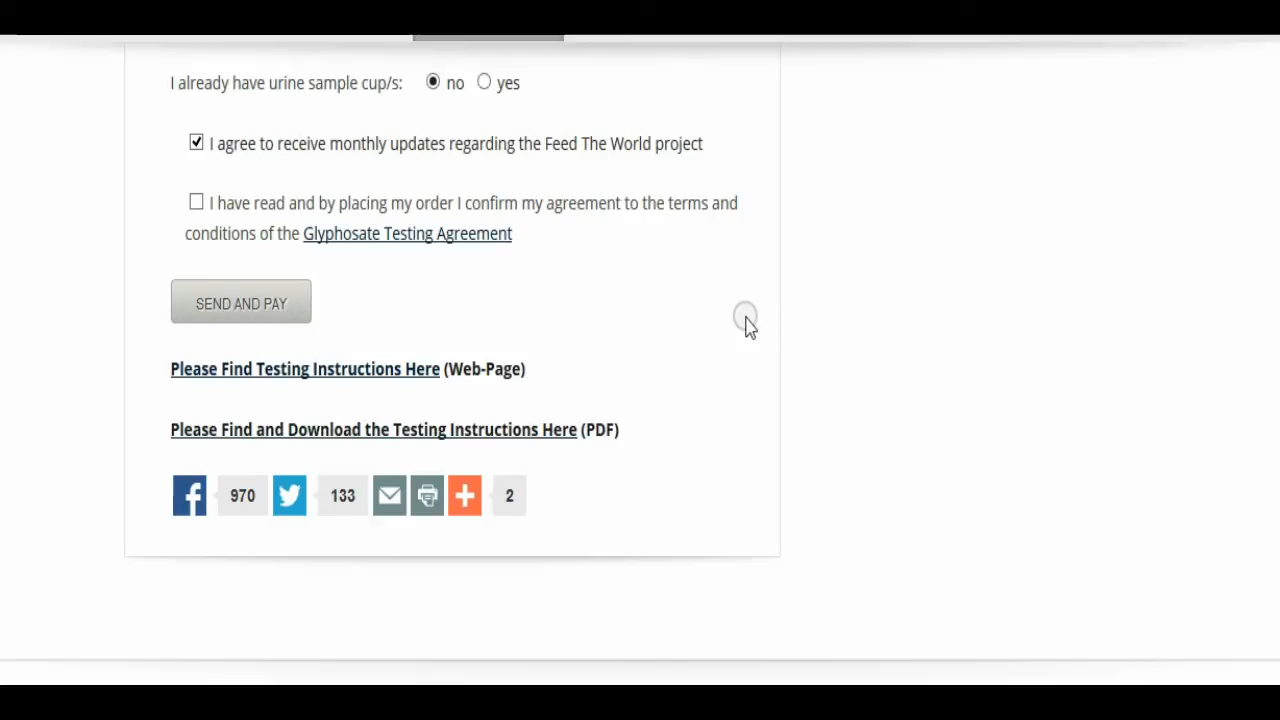 I already have urine sample cup/s: no yes
I agree to receive monthly updates regarding the Feed The World project
I have read and by placing my order I confirm my agreement to the terms and
conditions of the Glyphosate Testing Agreement
SEND AND PAY
Please Find Testing Instructions Here (Web-Page)
Please Find and Download the Testing Instructions Here (PDF)
970 133 2